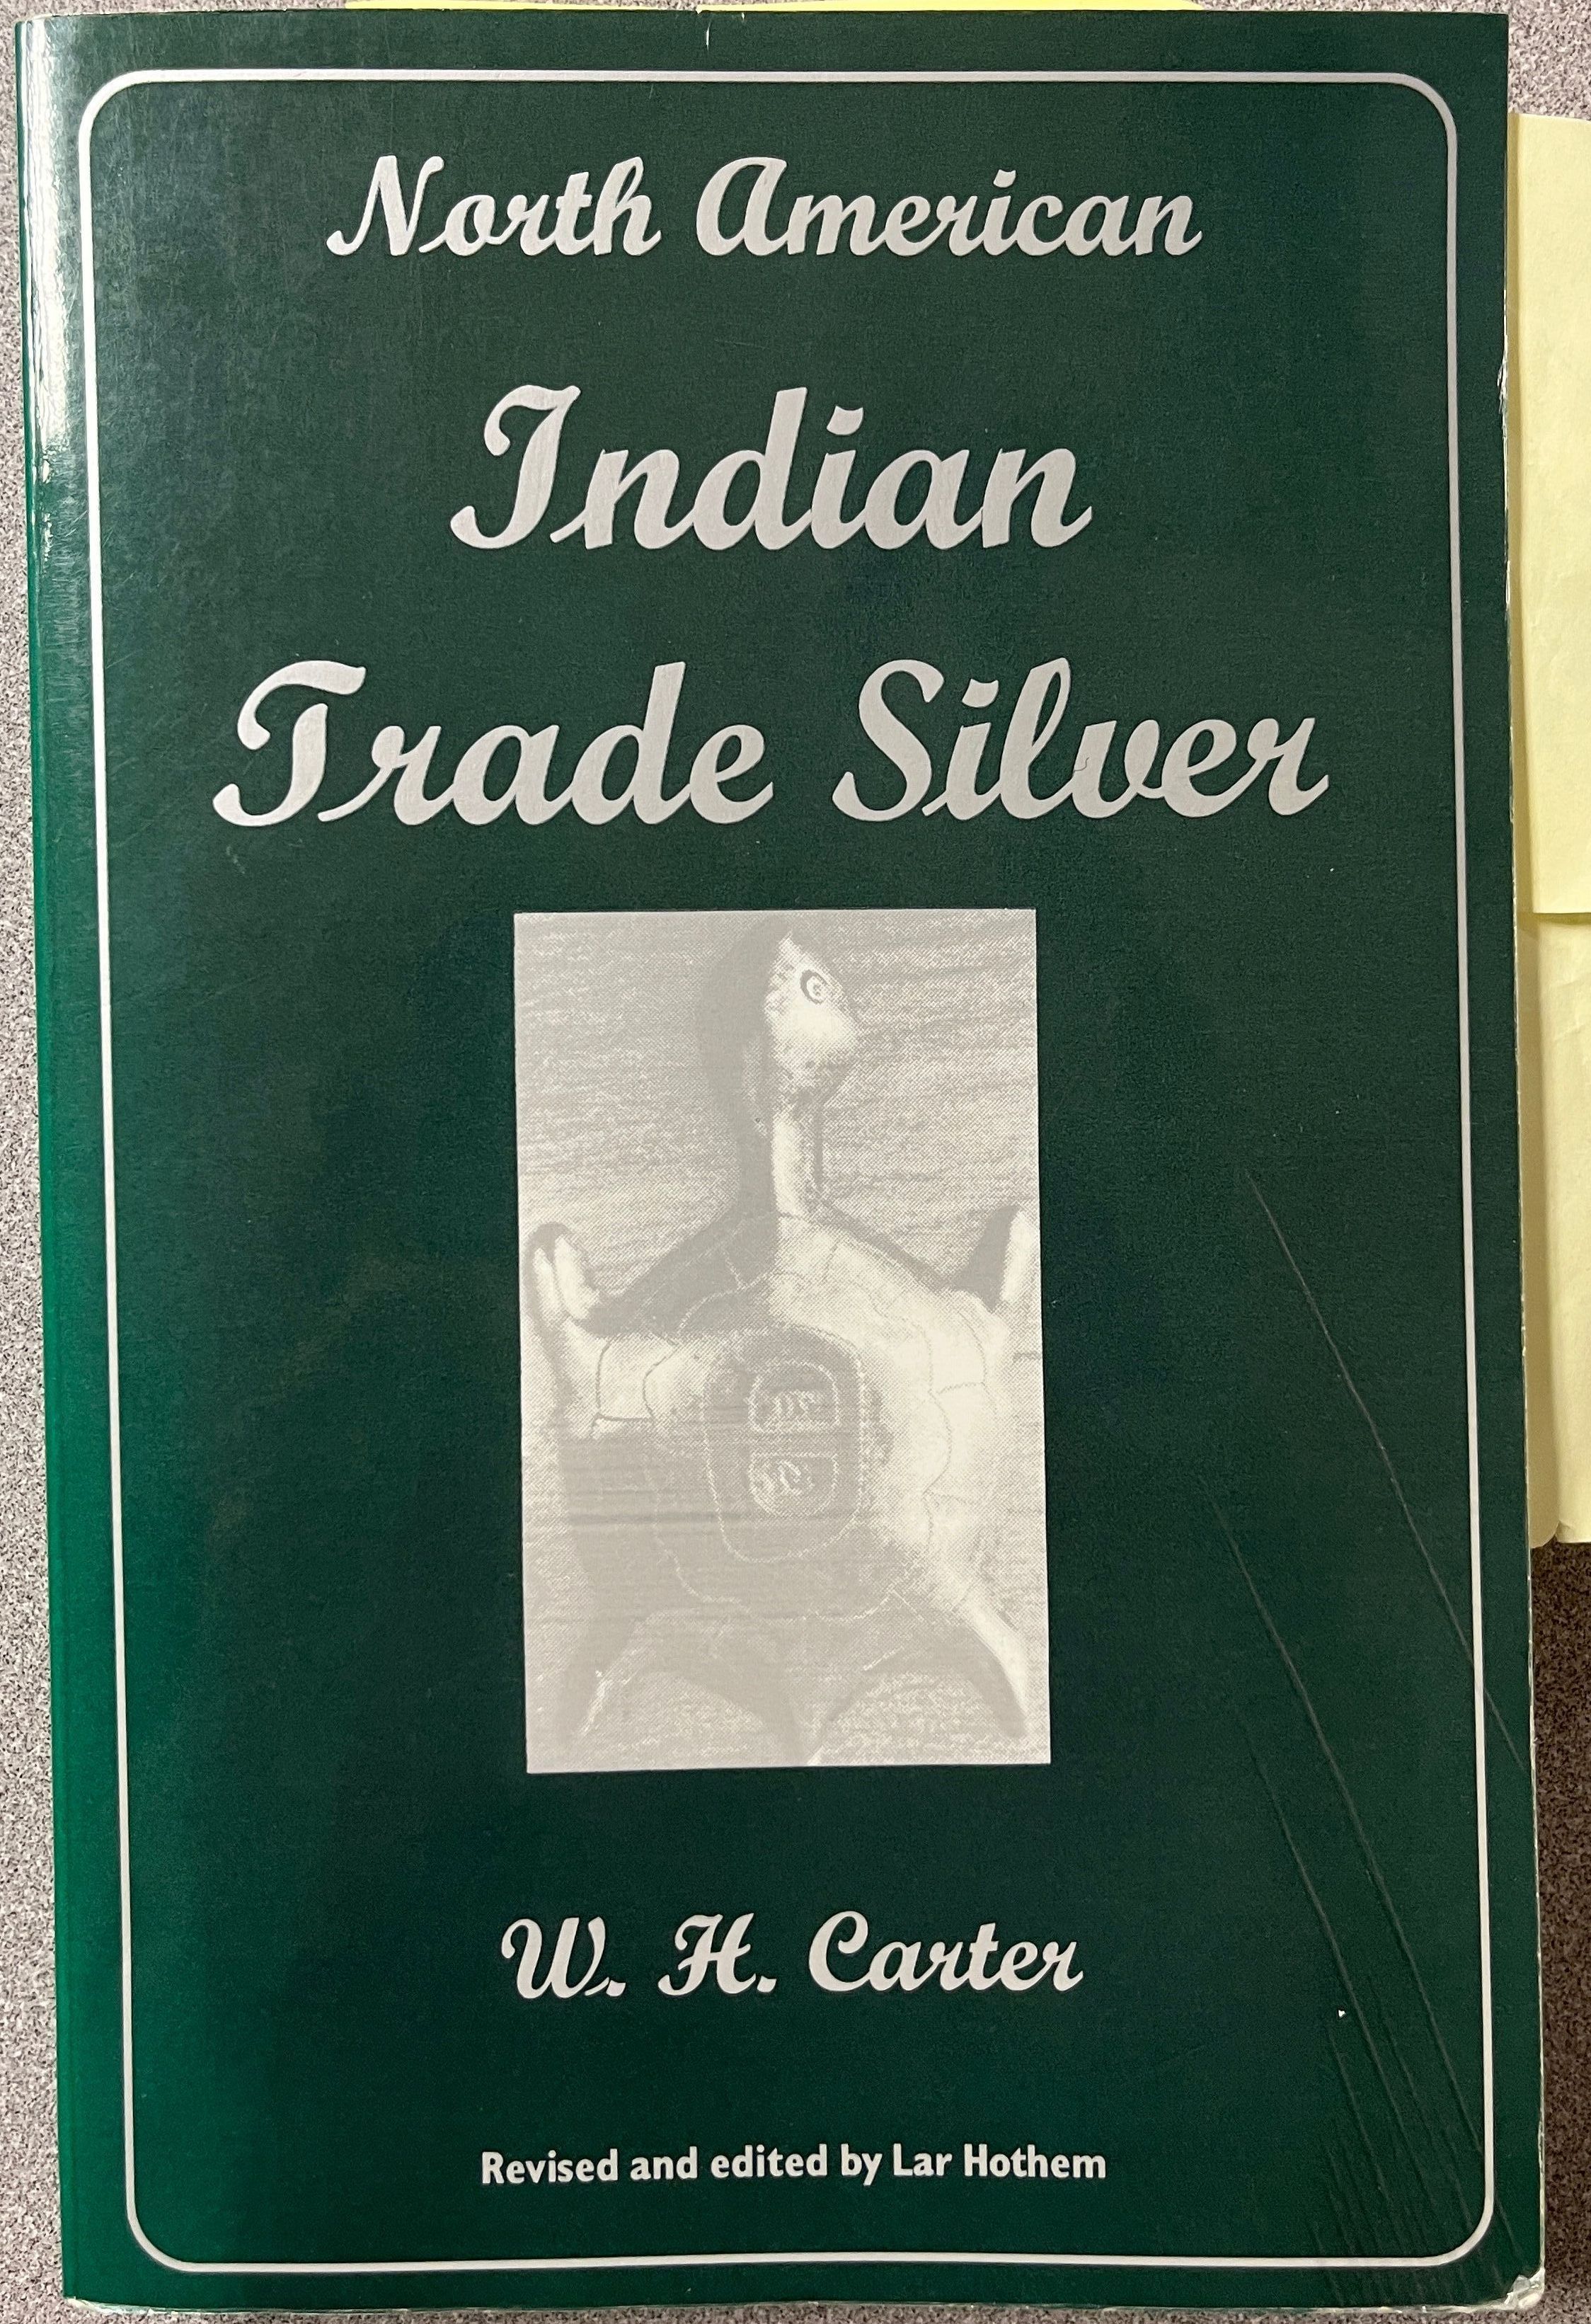 North American
Indian
Trade Silver
W. H. Carter
Revised and edited by Lar Hothem